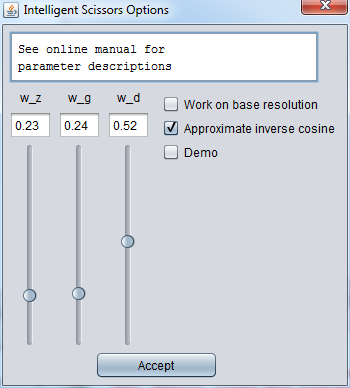 Intelligent Scissors Options
See online manual for
parameter descriptions
w_z w_g w_d
0.23 0.24 0.52
Work on base resolution
Approximate inverse cosine
Demo
Accept